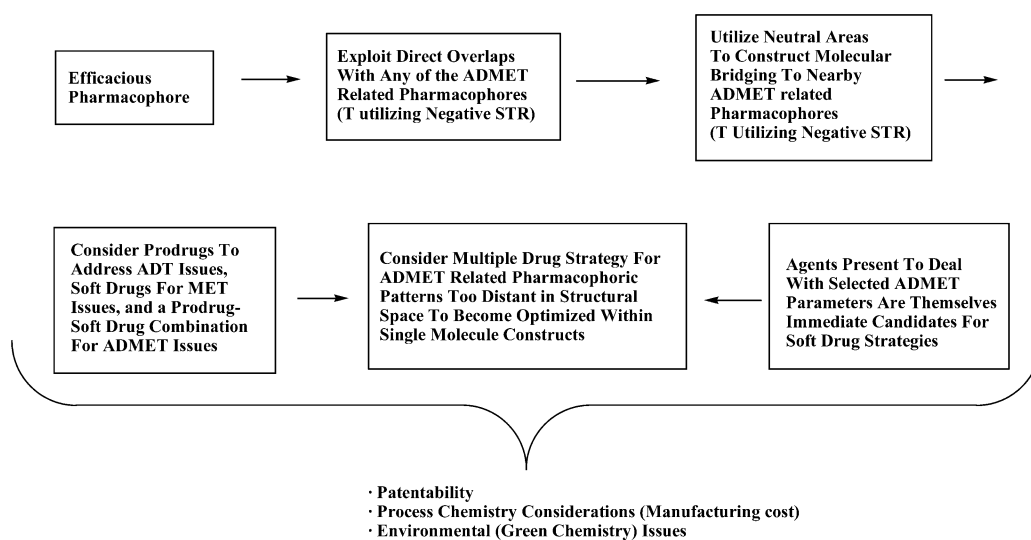 Efficacious
Pharmacophore
Exploit Direct Overlaps
With Any of the ADMET
Related Pharmacophores
(T utilizing Negative STR)
Utilize Neutral Areas
To Construct Molecular
Bridging To Nearby
ADMET related
Pharmacophores
(T Utilizing Negative STR)
Consider Prodrugs To
Address ADT Issues,
Soft Drugs For MET
Issues, and a Prodrug-
Soft Drug Combination
For ADMET Issues
Consider Multiple Drug Strategy For
ADMET Related Pharmacophoric
Patterns Too Distant in Structural
Space To Become Optimized Within
Single Molecule Constructs
Agents Present To Deal
With Selected ADMET
Parameters Are Themselves
Immediate Candidates For
Soft Drug Strategies
· Patentability
· Process Chemistry Considerations (Manufacturing cost)
· Environmental (Green Chemistry) Issues